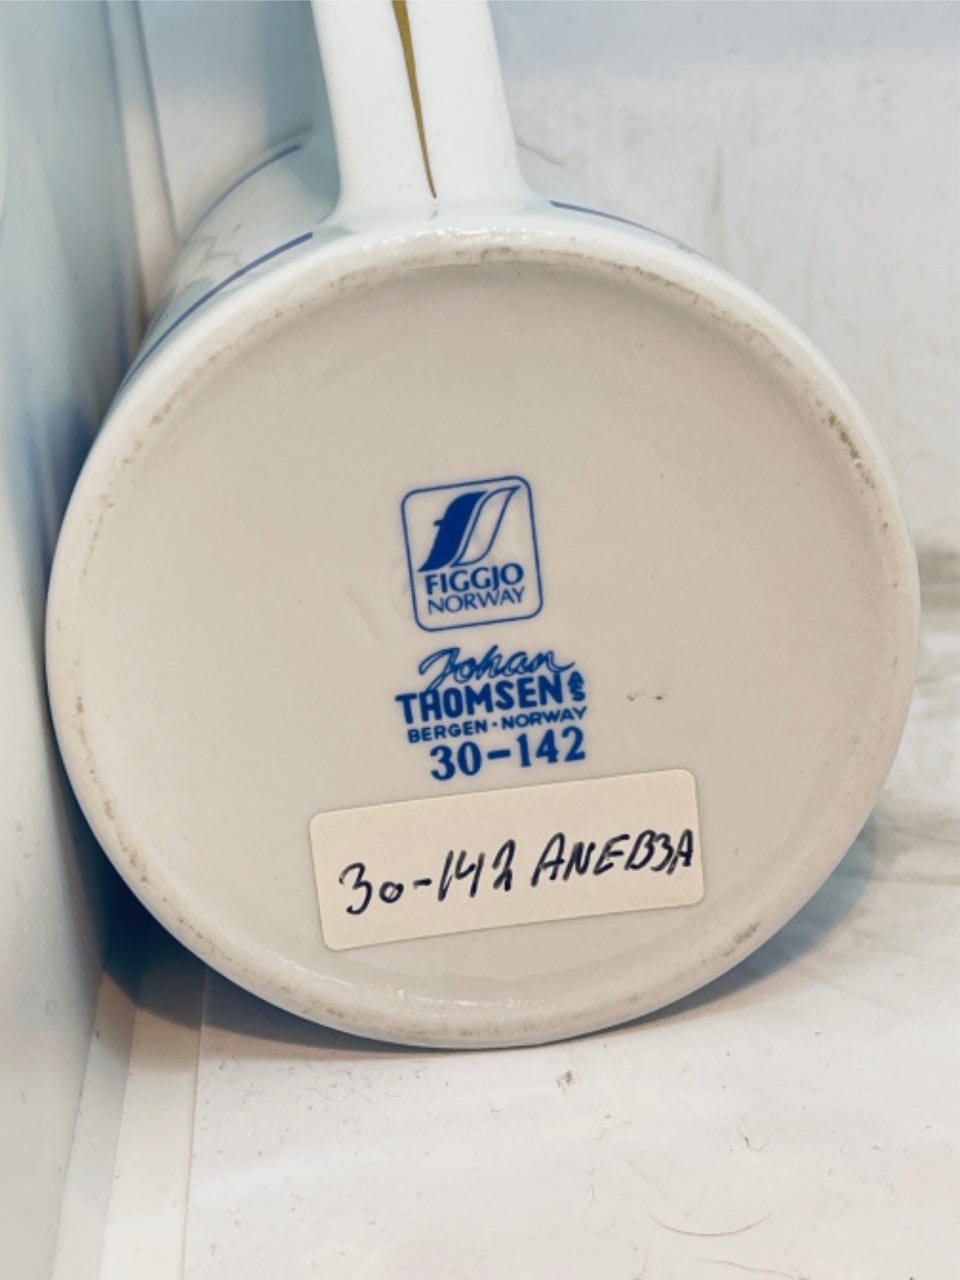 FIGGJO
NORWAY
Johan
THOMSEN A/S
BERGEN · NORWAY
30-142
30-142 ANEB3A